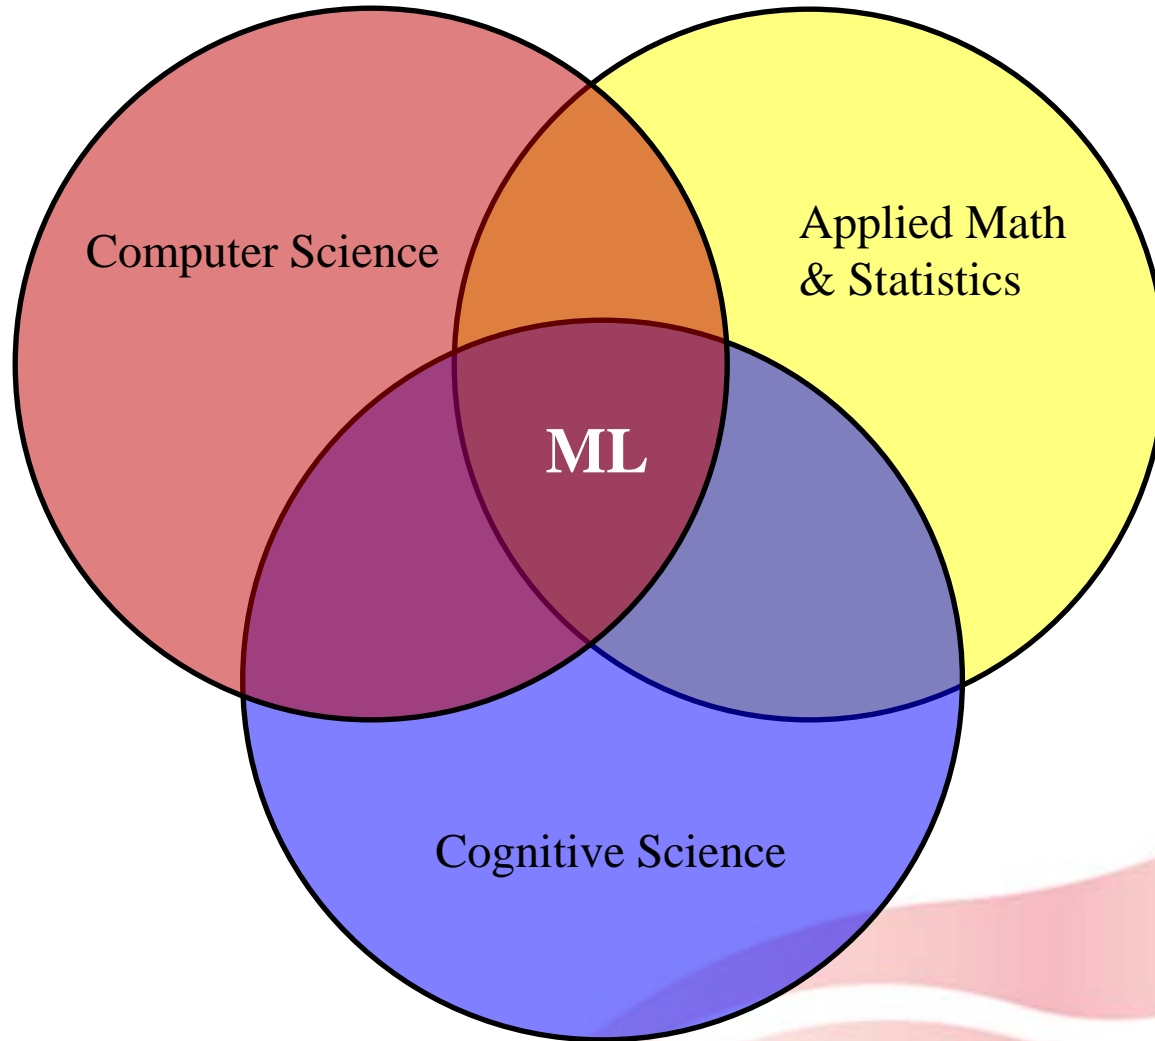 Computer Science
Applied Math
& Statistics
ML
Cognitive Science